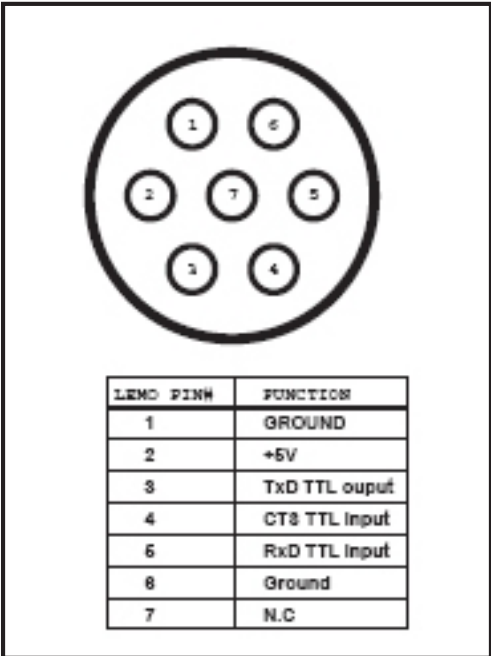 1 6
2 7 5
3 4
LEMO PIN# FUNCTION
1 GROUND
2 +5V
3 TxD TTL ouput
4 CTS TTL Input
5 RxD TTL Input
6 Ground
7 N.C